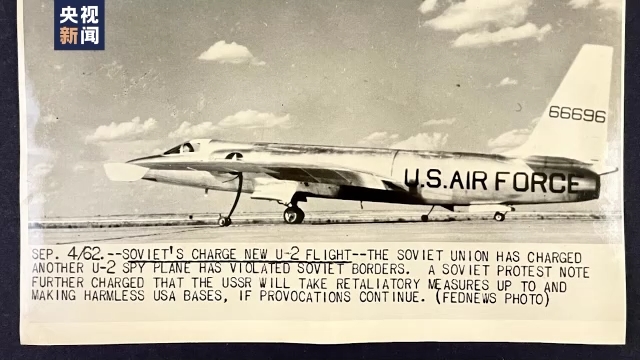 央视
新闻
66696
U.S.AIR FORCE
SEP. 4/62.--SOVIET'S CHARGE NEW U-2 FLIGHT--THE SOVIET UNION HAS CHARGED
ANOTHER U-2 SPY PLANE HAS VIOLATED SOVIET BORDERS. A SOVIET PROTEST NOTE
FURTHER CHARGED THAT THE USSR WILL TAKE RETALIATORY MEASURES UP TO AND
MAKING HARMLESS USA BASES, IF PROVOCATIONS CONTINUE. (FEDNEWS PHOTO)